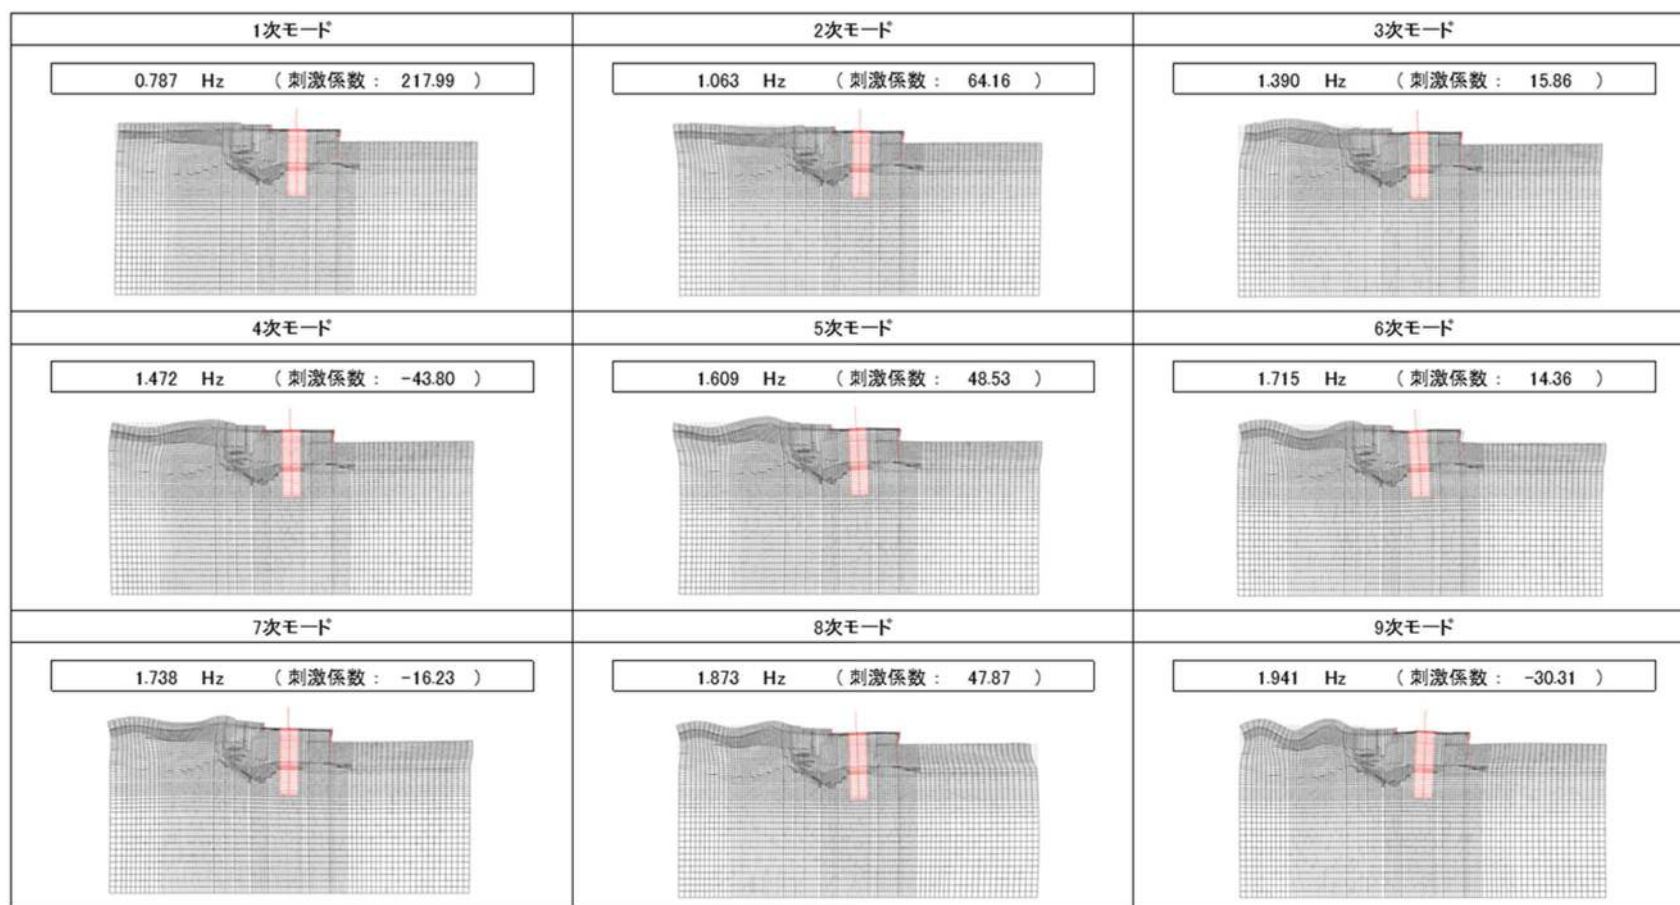 1次モード 2次モード 3次モード
0.787 Hz ( 刺激係数 : 217.99 ) 1.063 Hz ( 刺激係数 : 64.16 ) 1.390 Hz ( 刺激係数 : 15.86 )
4次モード 5次モード 6次モード
1.472 Hz ( 刺激係数 : -43.80 ) 1.609 Hz ( 刺激係数 : 48.53 ) 1.715 Hz ( 刺激係数 : 14.36 )
7次モード 8次モード 9次モード
1.738 Hz ( 刺激係数 : -16.23 ) 1.873 Hz ( 刺激係数 : 47.87 ) 1.941 Hz ( 刺激係数 : -30.31 )